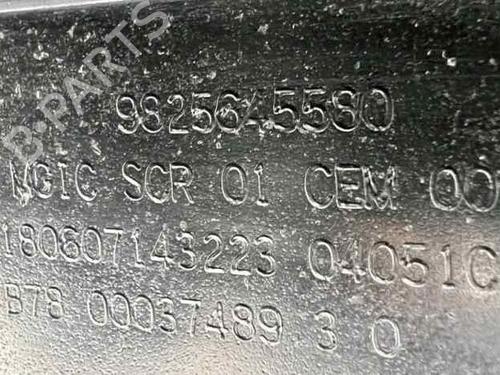 B-PARTS
9825645580
NGIC SCR 01 CEM 00
180607143223 04051C
B78 00037489 3 0